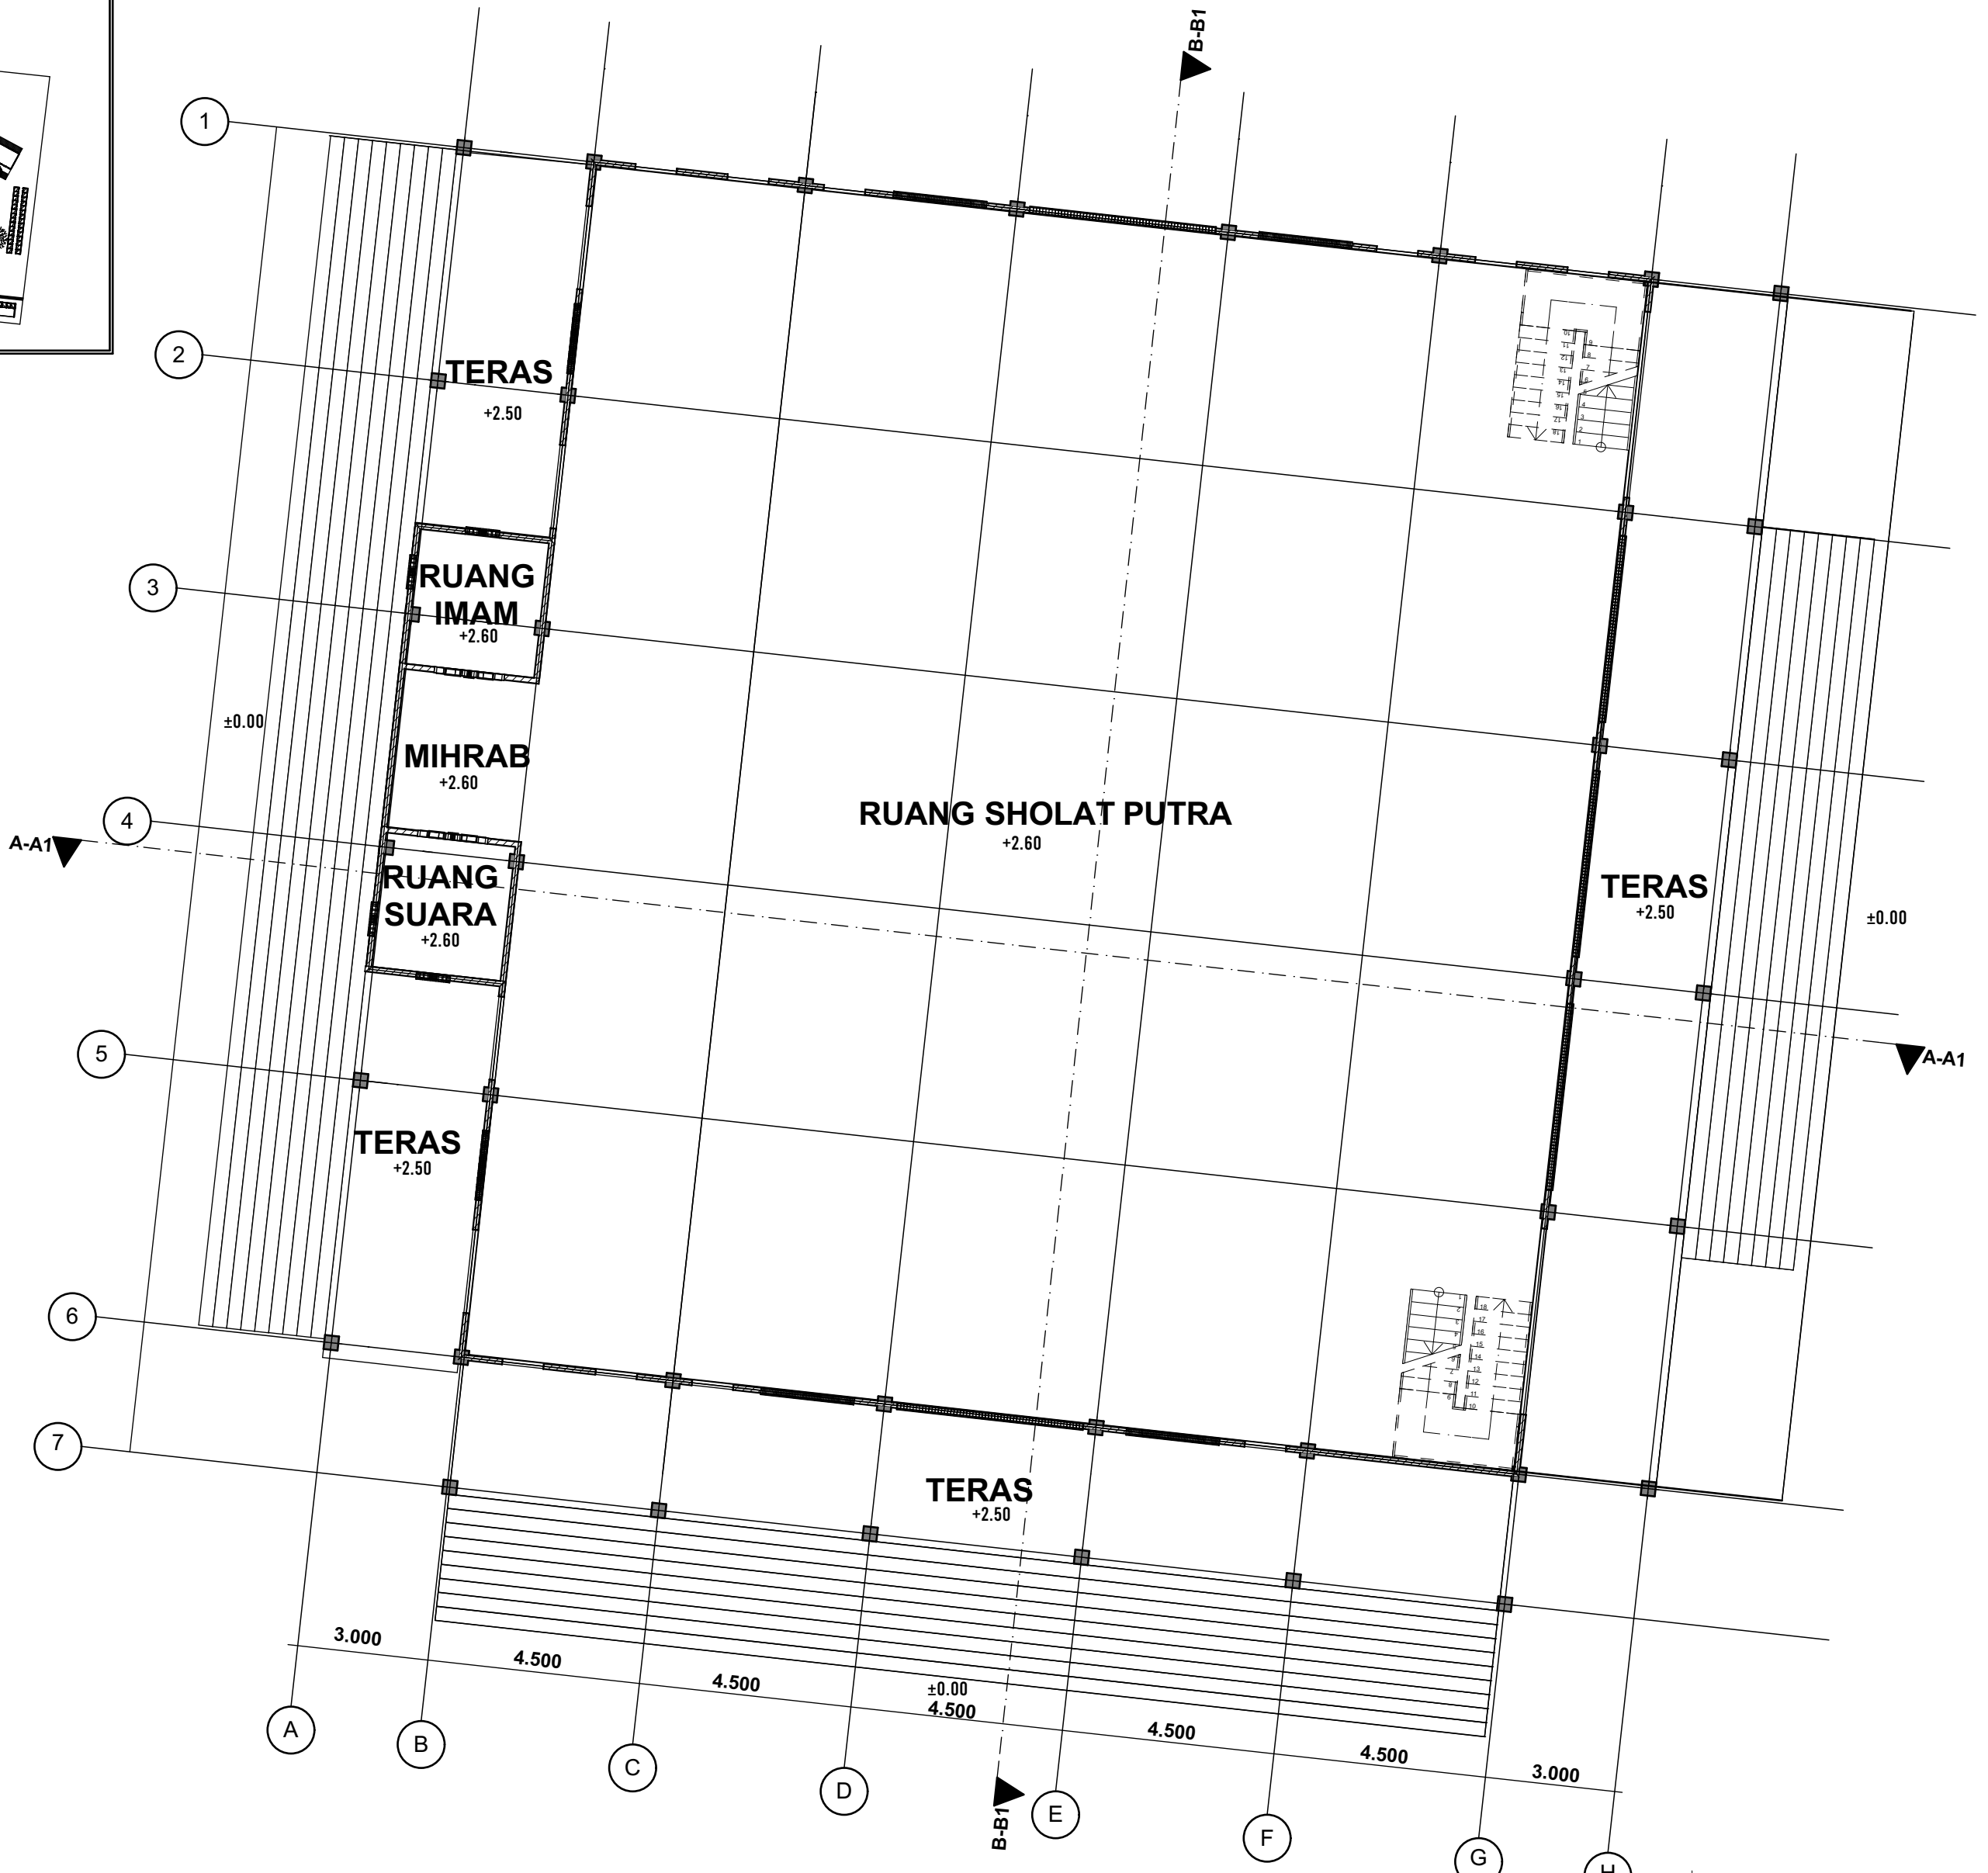 B-B1
1
2
TERAS
+2.50
3
RUANG
IMAM
+2.60
±0.00
MIHRAB
+2.60
4
A-A1
RUANG SHOLAT PUTRA
+2.60
RUANG
SUARA
+2.60
TERAS
+2.50
±0.00
A-A1
5
TERAS
+2.50
6
7
TERAS
+2.50
3.000
4.500
4.500
±0.00
4.500
4.500
4.500
3.000
A
B
C
D
B-B1
E
F
G
H